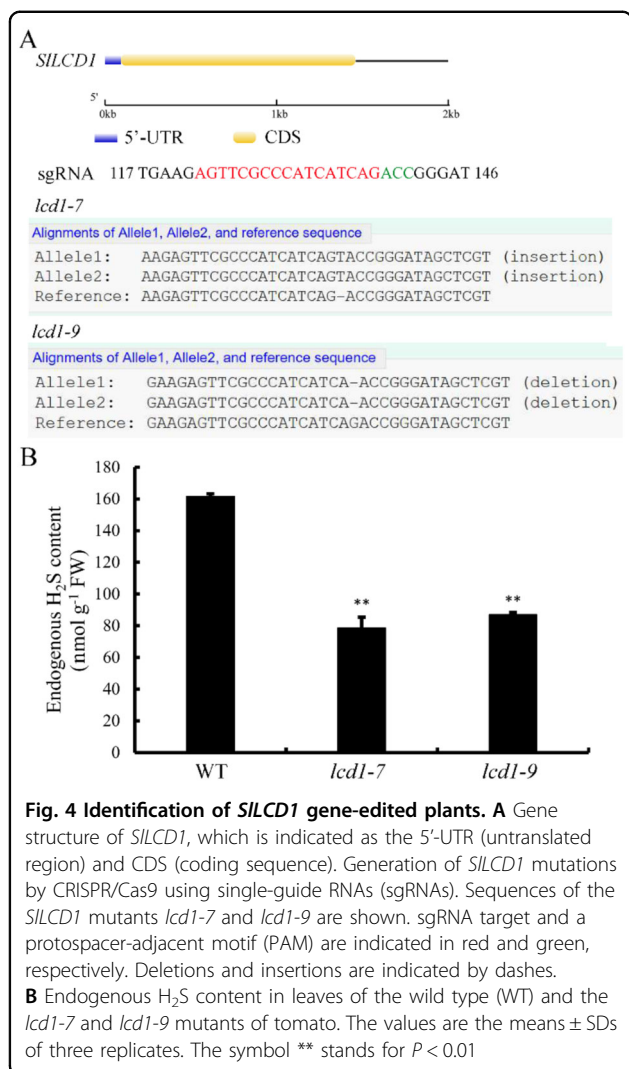 A
SlLCD1
5'
0kb 1kb 2kb
5'-UTR CDS
sgRNA 117 TGAAGAGTTCGCCCATCATCAGACCGGGAT 146
lcd1-7
Alignments of Allele1, Allele2, and reference sequence
Allele1: AAGAGTTCGCCCATCATCAGTACCGGGATAGCTCGT (insertion)
Allele2: AAGAGTTCGCCCATCATCAGTACCGGGATAGCTCGT (insertion)
Reference: AAGAGTTCGCCCATCATCAG-ACCGGGATAGCTCGT
lcd1-9
Alignments of Allele1, Allele2, and reference sequence
Allele1: GAAGAGTTCGCCCATCATCA-ACCGGGATAGCTCGT (deletion)
Allele2: GAAGAGTTCGCCCATCATCA-ACCGGGATAGCTCGT (deletion)
Reference: GAAGAGTTCGCCCATCATCAGACCGGGATAGCTCGT
B
Endogenous H₂S content
(nmol g⁻¹ FW)
180
160
140
120
100
80
60
40
20
0
** **
WT lcd1-7 lcd1-9
Fig. 4 Identification of SlLCD1 gene-edited plants. A Gene
structure of SlLCD1, which is indicated as the 5'-UTR (untranslated
region) and CDS (coding sequence). Generation of SlLCD1 mutations
by CRISPR/Cas9 using single-guide RNAs (sgRNAs). Sequences of the
SlLCD1 mutants lcd1-7 and lcd1-9 are shown. sgRNA target and a
protospacer-adjacent motif (PAM) are indicated in red and green,
respectively. Deletions and insertions are indicated by dashes.
B Endogenous H₂S content in leaves of the wild type (WT) and the
lcd1-7 and lcd1-9 mutants of tomato. The values are the means ± SDs
of three replicates. The symbol ** stands for P < 0.01